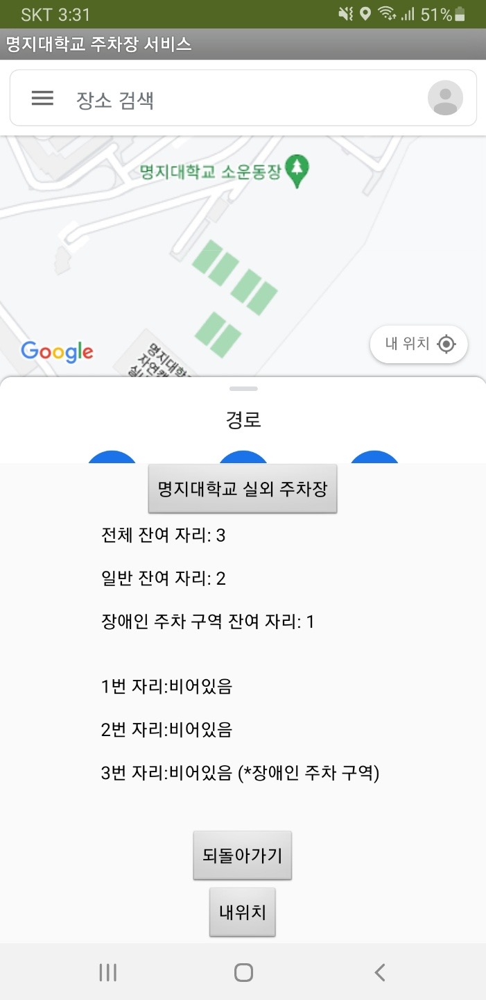 SKT 3:31
51%
명지대학교 주차장 서비스
장소 검색
명지대학교 소운동장
Google
내 위치
명지대학교
경로
명지대학교 실외 주차장
전체 잔여 자리: 3
일반 잔여 자리: 2
장애인 주차 구역 잔여 자리: 1
1번 자리:비어있음
2번 자리:비어있음
3번 자리:비어있음 (*장애인 주차 구역)
되돌아가기
내위치